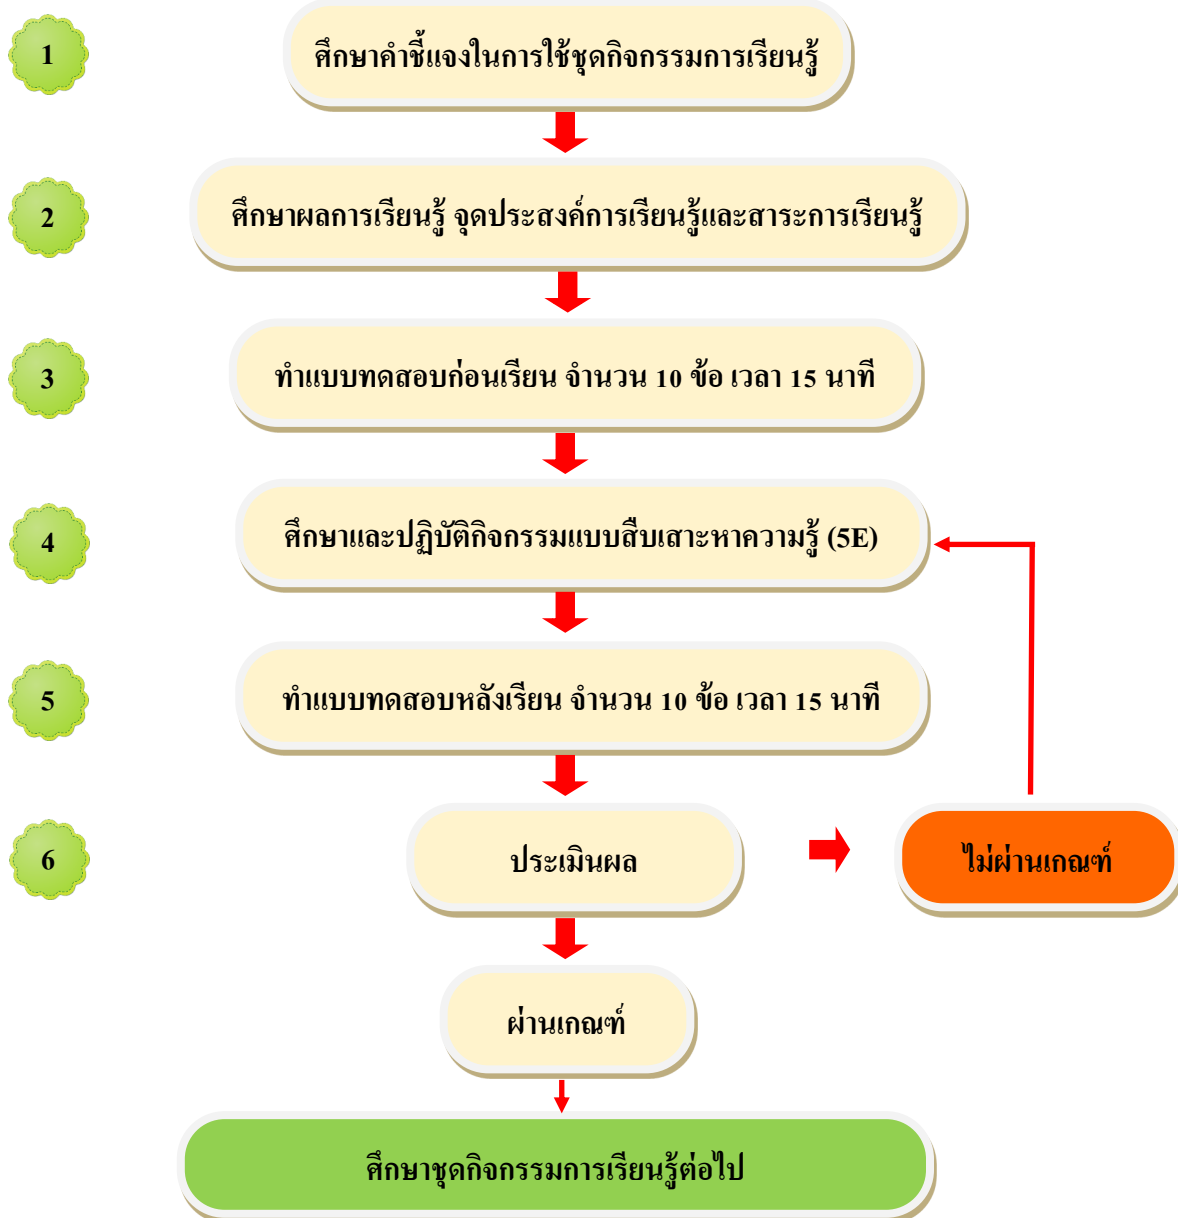 1
ศึกษาคำชี้แจงในการใช้ชุดกิจกรรมการเรียนรู้
2
ศึกษาผลการเรียนรู้ จุดประสงค์การเรียนรู้และสาระการเรียนรู้
3
ทำแบบทดสอบก่อนเรียน จำนวน 10 ข้อ เวลา 15 นาที
4
ศึกษาและปฏิบัติกิจกรรมแบบสืบเสาะหาความรู้ (5E)
5
ทำแบบทดสอบหลังเรียน จำนวน 10 ข้อ เวลา 15 นาที
6
ประเมินผล
ไม่ผ่านเกณฑ์
ผ่านเกณฑ์
ศึกษาชุดกิจกรรมการเรียนรู้ต่อไป